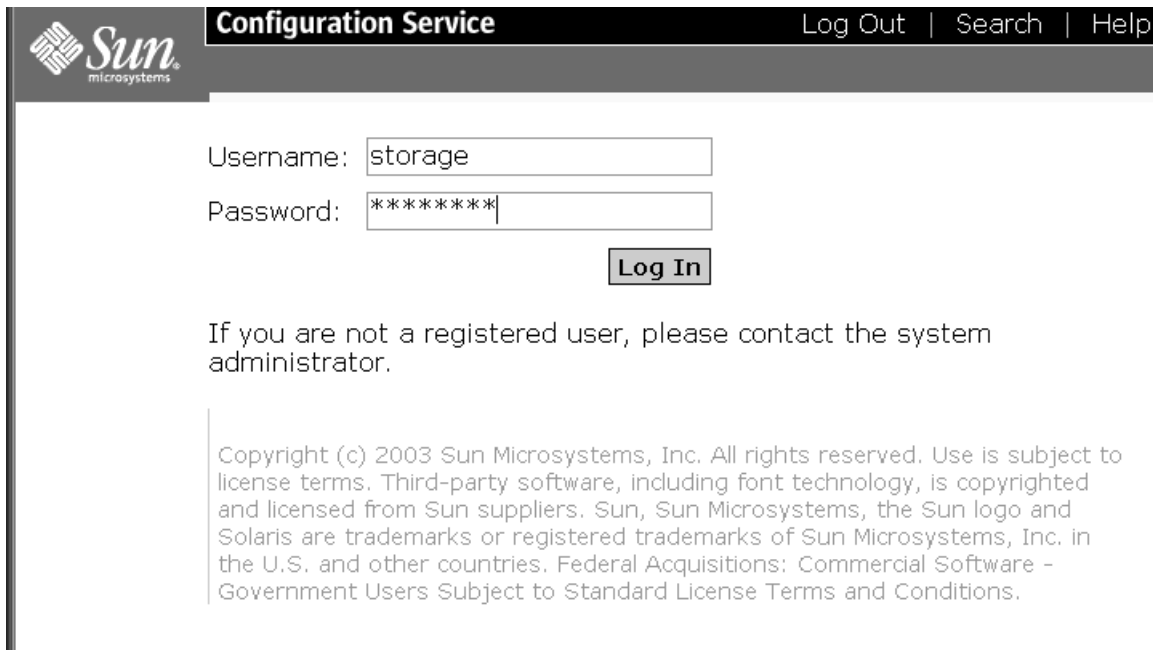 Configuration Service Log Out | Search | Help
Sun
microsystems
Username: storage
Password: ********
Log In
If you are not a registered user, please contact the system
administrator.
Copyright (c) 2003 Sun Microsystems, Inc. All rights reserved. Use is subject to
license terms. Third-party software, including font technology, is copyrighted
and licensed from Sun suppliers. Sun, Sun Microsystems, the Sun logo and
Solaris are trademarks or registered trademarks of Sun Microsystems, Inc. in
the U.S. and other countries. Federal Acquisitions: Commercial Software -
Government Users Subject to Standard License Terms and Conditions.